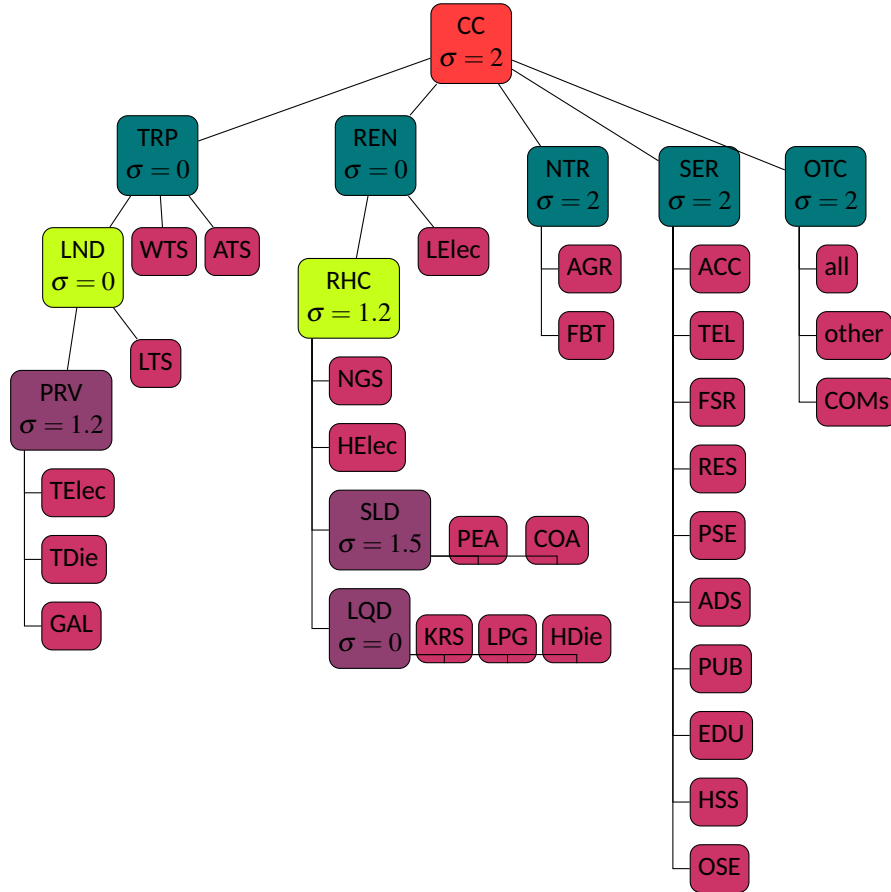 CC
σ = 2
TRP
σ = 0
REN
σ = 0
NTR
σ = 2
SER
σ = 2
OTC
σ = 2
LND
σ = 0
WTS
ATS
LElec
RHC
σ = 1.2
AGR
ACC
all
LTS
FBT
TEL
other
PRV
σ = 1.2
NGS
FSR
COMs
HElec
RES
TElec
SLD
σ = 1.5
PEA
COA
PSE
TDie
LQD
σ = 0
KRS
LPG
HDie
ADS
GAL
PUB
EDU
HSS
OSE